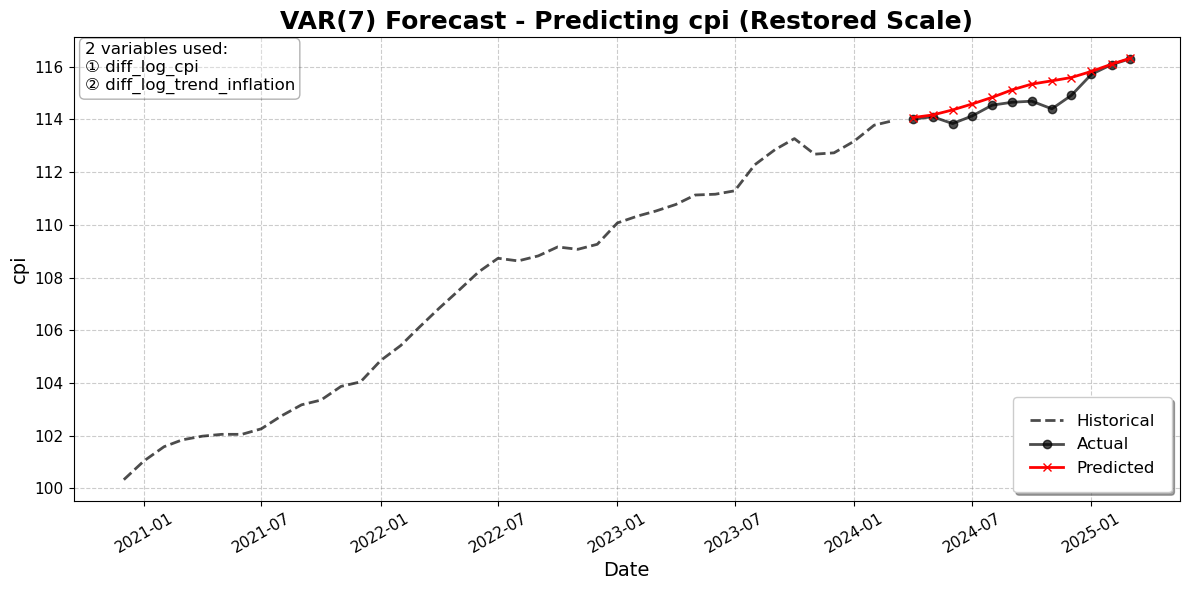 VAR(7) Forecast - Predicting cpi (Restored Scale)
2 variables used:
① diff_log_cpi
② diff_log_trend_inflation
116
114
112
110
108
106
104
102
100
cpi
Historical
Actual
Predicted
2021-01
2021-07
2022-01
2022-07
2023-01
2023-07
2024-01
2024-07
2025-01
Date